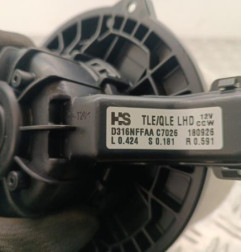 HS TLE/QLE LHD 12V CCW
D316NFFAA C7026 180926
L 0.424 S 0.181 R 0.591